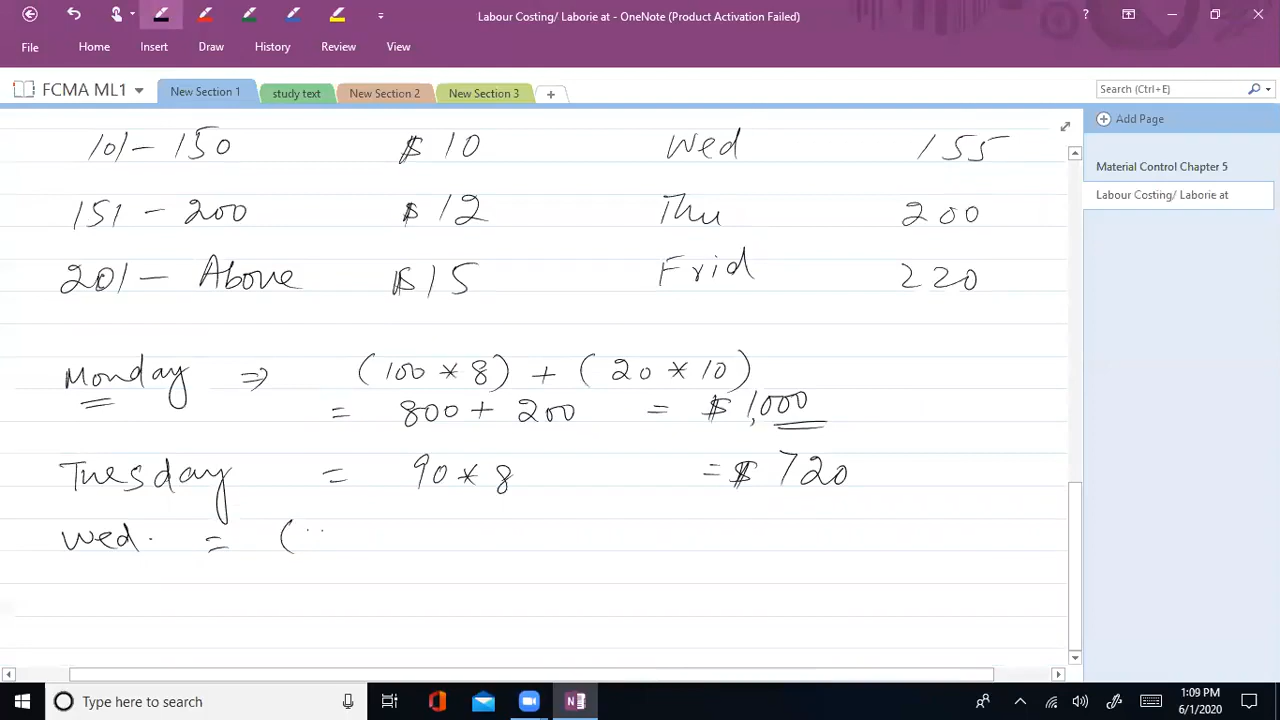 Labour Costing/ Laborie at - OneNote (Product Activation Failed)
?
File Home Insert Draw History Review View
FCMA ML1 New Section 1 study text New Section 2 New Section 3 +
Search (Ctrl+E)
Add Page
Material Control Chapter 5
Labour Costing/ Laborie at
101 - 150 $ 10 Wed 155
151 - 200 $ 12 Thu 200
201 - Above $ 15 Frid 220
Monday ⇒ (100 * 8) + (20 * 10)
= 800 + 200 = $ 1,000
Tuesday = 90 * 8 = $ 720
Wed. = (
Type here to search
1:09 PM
6/1/2020